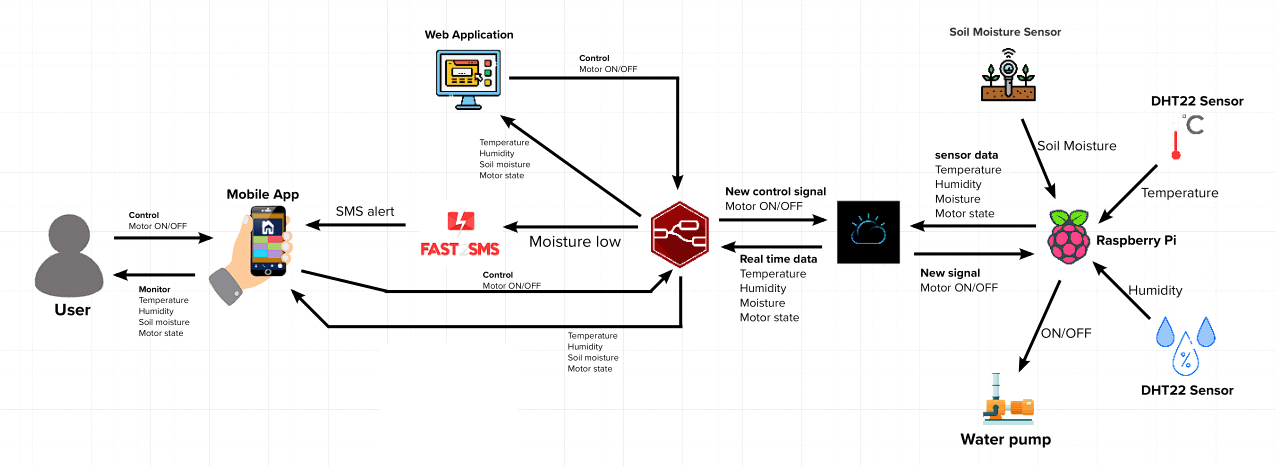 Web Application
Control
Motor ON/OFF
Temperature
Humidity
Soil moisture
Motor state
Soil Moisture Sensor
DHT22 Sensor
°C
Soil Moisture
Temperature
sensor data
Temperature
Humidity
Moisture
Motor state
Mobile App
Control
Motor ON/OFF
SMS alert
FAST2SMS
Moisture low
New control signal
Motor ON/OFF
Real time data
Temperature
Humidity
Moisture
Motor state
Raspberry Pi
New signal
Motor ON/OFF
User
Monitor
Temperature
Humidity
Soil moisture
Motor state
Control
Motor ON/OFF
Temperature
Humidity
Soil moisture
Motor state
Humidity
%
DHT22 Sensor
ON/OFF
Water pump